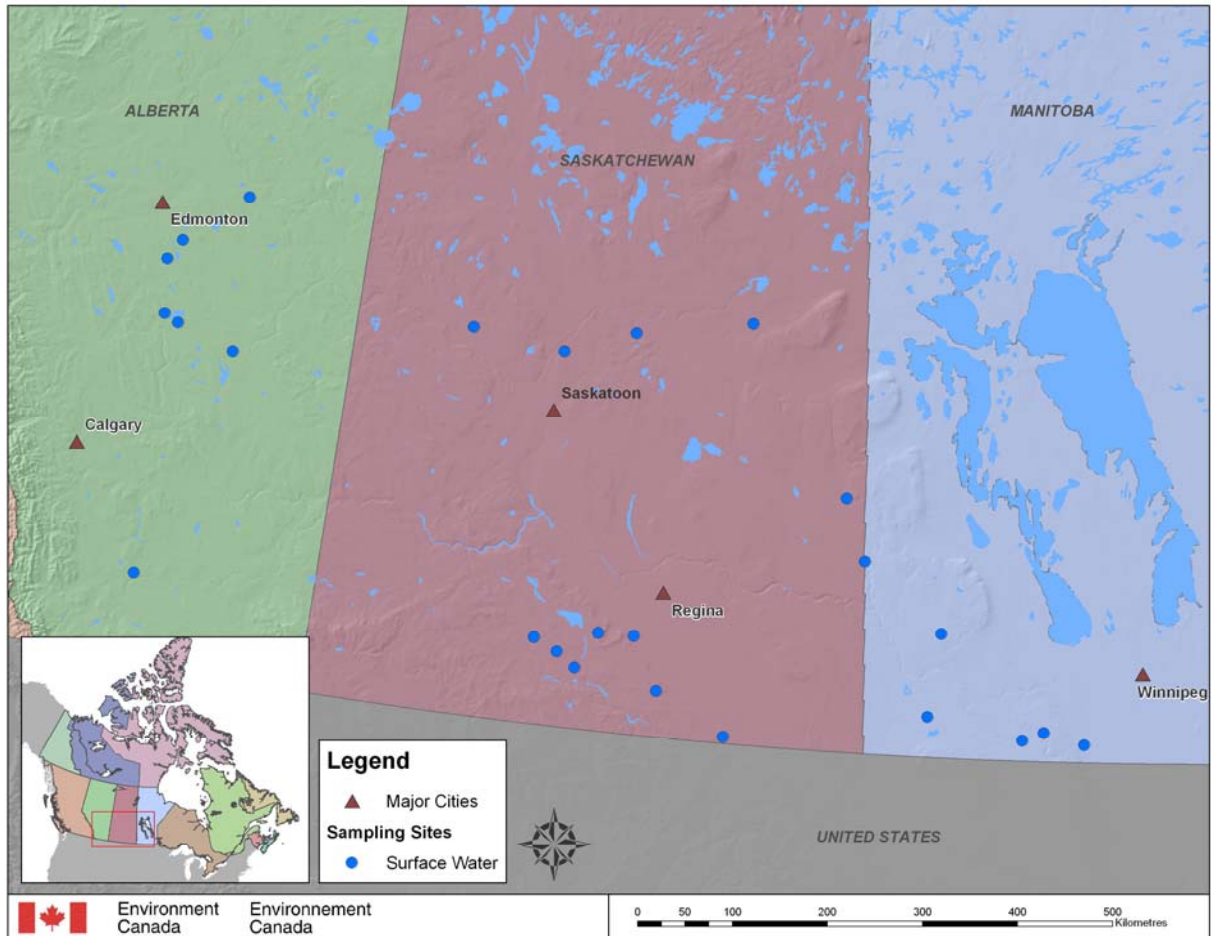 ALBERTA
MANITOBA
SASKATCHEWAN
Edmonton
Saskatoon
Calgary
Regina
Winnipeg
Legend
Major Cities
Sampling Sites
Surface Water
UNITED STATES
Environment
Canada
Environnement
Canada
0 50 100 200 300 400 500
Kilometres